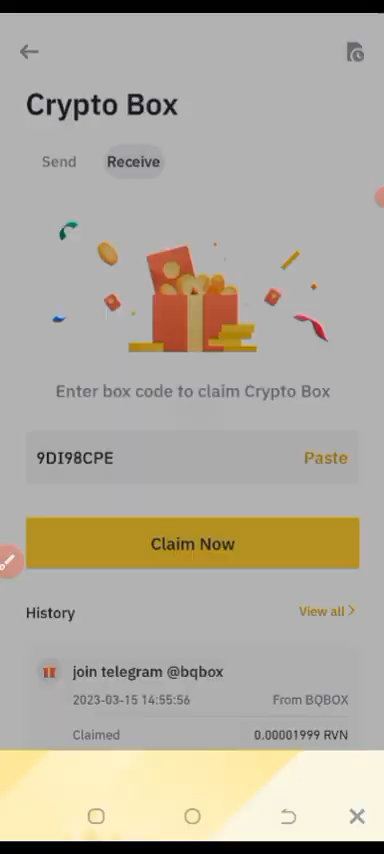 Crypto Box
Send Receive
Enter box code to claim Crypto Box
9DI98CPE Paste
Claim Now
History View all >
join telegram @bqbox
2023-03-15 14:55:56 From BQBOX
Claimed 0.00001999 RVN